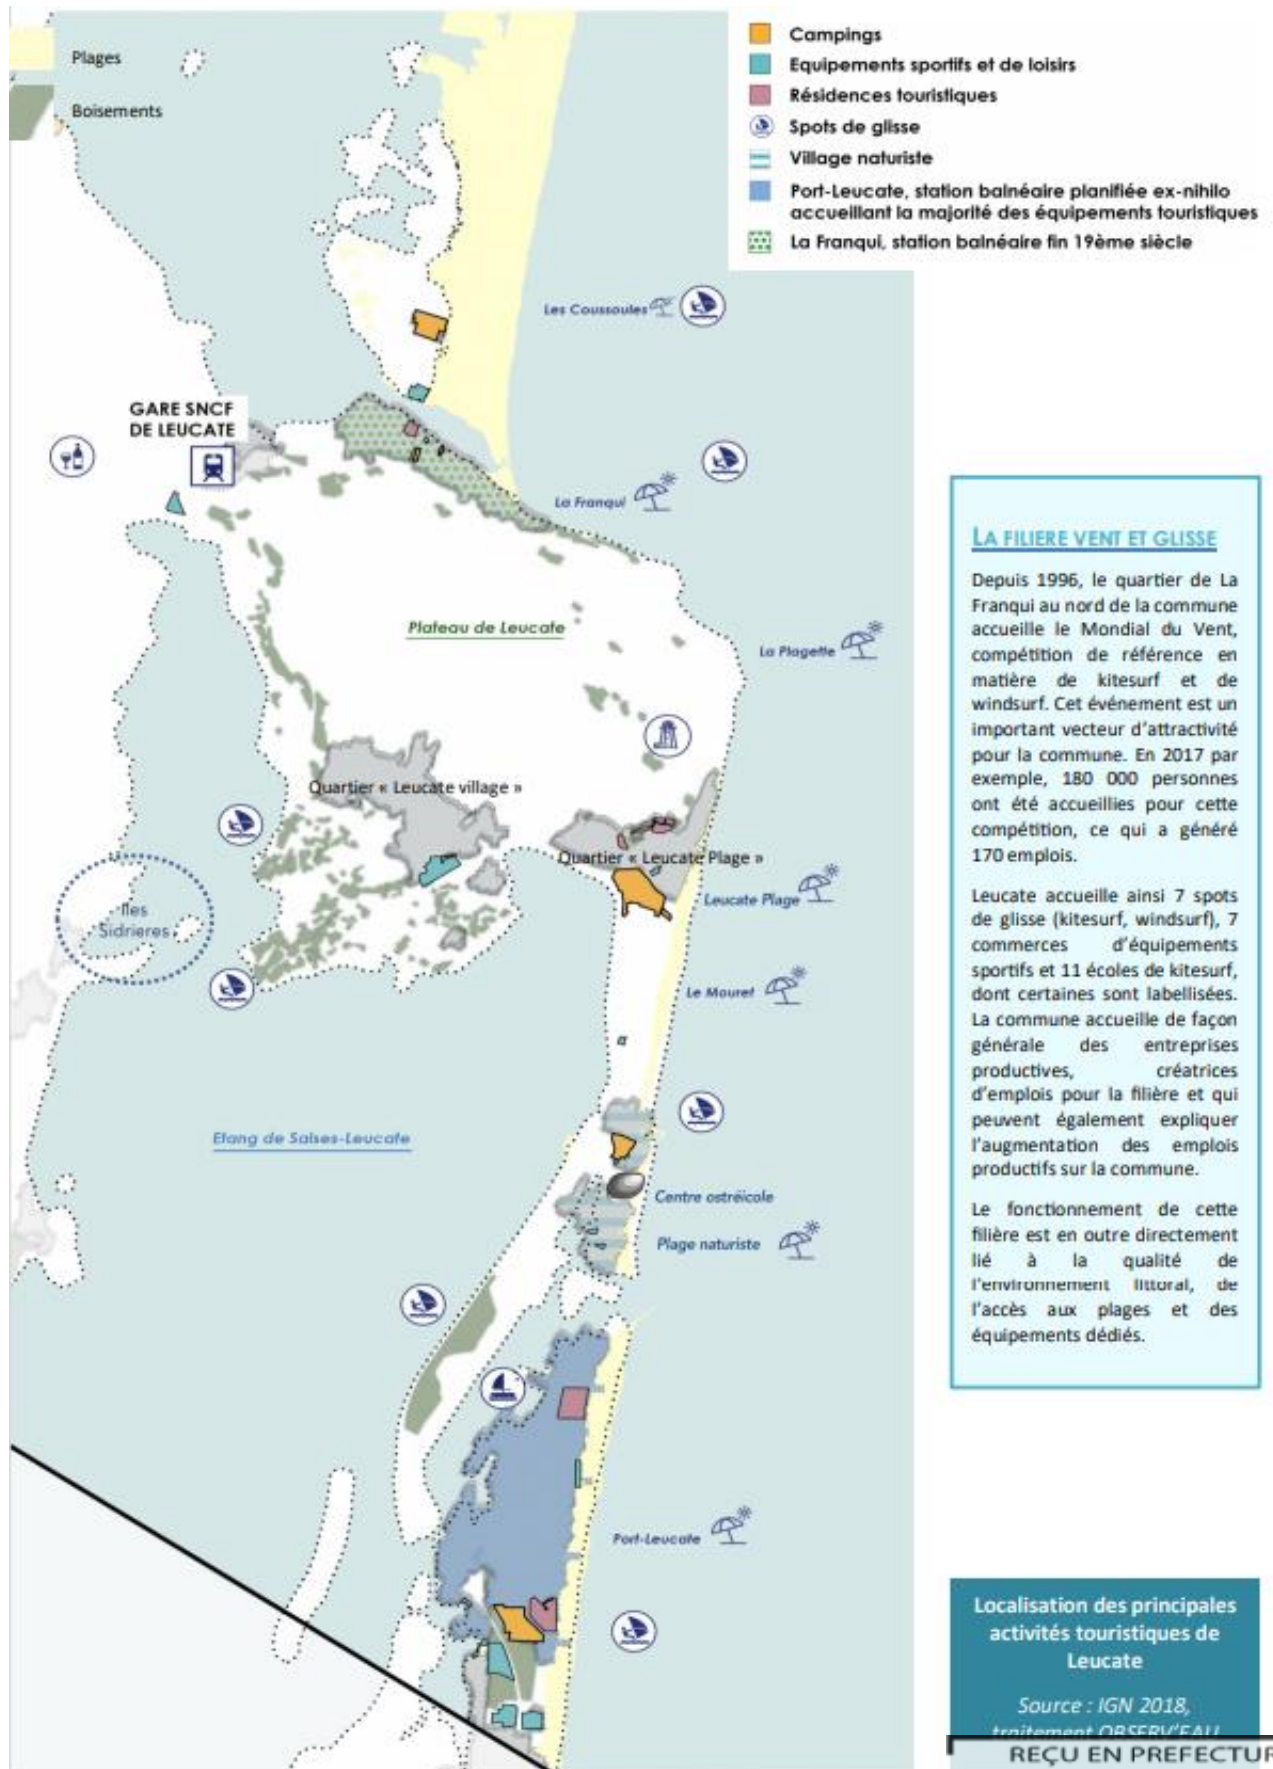 Plages
Boisements
Campings
Equipements sportifs et de loisirs
Résidences touristiques
Spots de glisse
Village naturiste
Port-Leucate, station balnéaire planifiée ex-nihilo
accueillant la majorité des équipements touristiques
La Franqui, station balnéaire fin 19ème siècle
Les Coussoules
GARE SNCF
DE LEUCATE
La Franqui
Plateau de Leucate
La Plagette
Quartier « Leucate village »
Quartier « Leucate Plage »
Leucate Plage
Iles
Sidrieres
Le Mouret
Etang de Salses-Leucate
Centre ostréicole
Plage naturiste
Port-Leucate
LA FILIERE VENT ET GLISSE
Depuis 1996, le quartier de La
Franqui au nord de la commune
accueille le Mondial du Vent,
compétition de référence en
matière de kitesurf et de
windsurf. Cet événement est un
important vecteur d'attractivité
pour la commune. En 2017 par
exemple, 180 000 personnes
ont été accueillies pour cette
compétition, ce qui a généré
170 emplois.
Leucate accueille ainsi 7 spots
de glisse (kitesurf, windsurf), 7
commerces d'équipements
sportifs et 11 écoles de kitesurf,
dont certaines sont labellisées.
La commune accueille de façon
générale des entreprises
productives, créatrices
d'emplois pour la filière et qui
peuvent également expliquer
l'augmentation des emplois
productifs sur la commune.
Le fonctionnement de cette
filière est en outre directement
lié à la qualité de
l'environnement littoral, de
l'accès aux plages et des
équipements dédiés.
Localisation des principales
activités touristiques de
Leucate
Source : IGN 2018,
traitement OBSERV'EAU
REÇU EN PREFECTUR